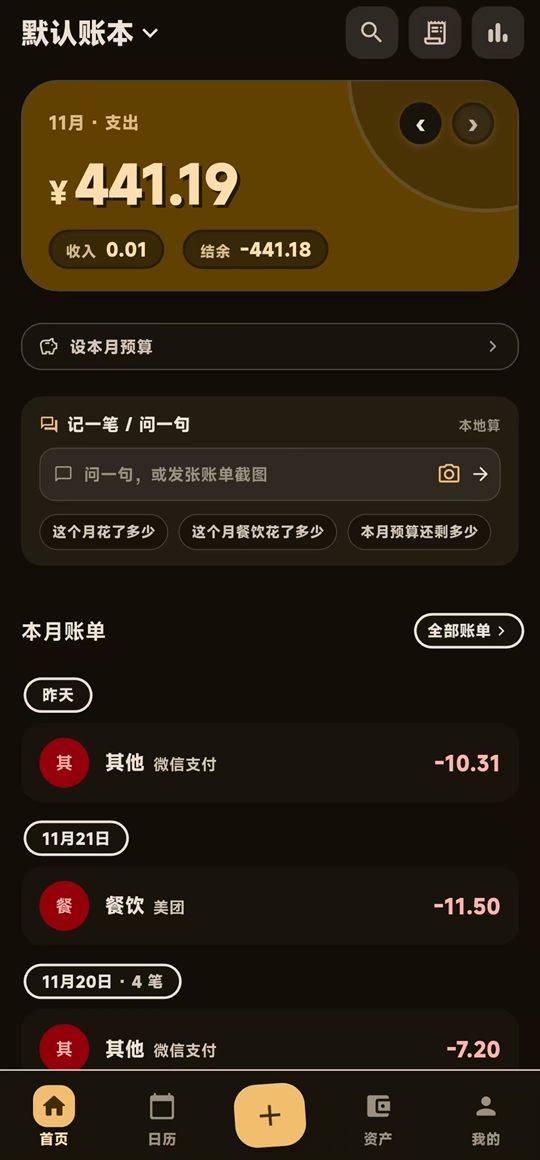 默认账本
11月 · 支出
¥441.19
收入 0.01 结余 -441.18
设本月预算
记一笔 / 问一句 本地算
问一句，或发张账单截图
这个月花了多少 这个月餐饮花了多少 本月预算还剩多少
本月账单 全部账单
昨天
其 其他 微信支付 -10.31
11月21日
餐 餐饮 美团 -11.50
11月20日 · 4 笔
其 其他 微信支付 -7.20
首页 日历 资产 我的